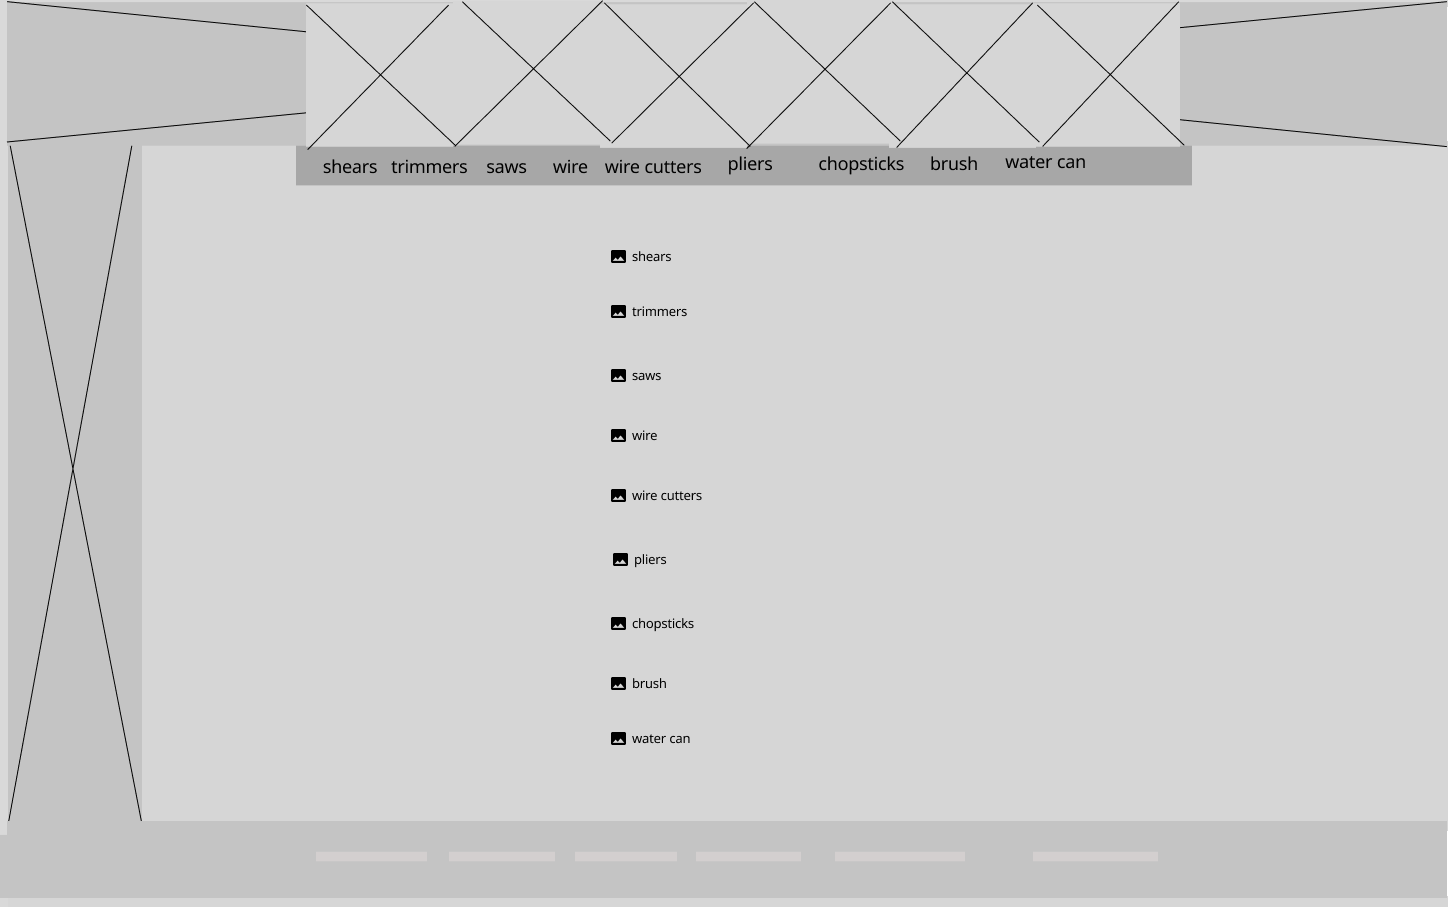 shears trimmers saws wire wire cutters pliers chopsticks brush water can
shears
trimmers
saws
wire
wire cutters
pliers
chopsticks
brush
water can